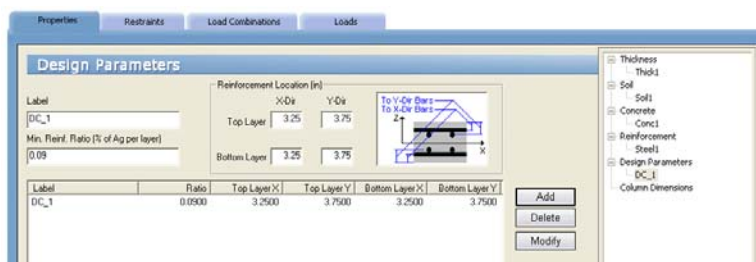 Properties Restraints Load Combinations Loads
Design Parameters
Label
DC_1
Min. Reinf. Ratio (% of Ag per layer)
0.09
Reinforcement Location (in)
X-Dir Y-Dir
Top Layer 3.25 3.75
Bottom Layer 3.25 3.75
To Y-Dir Bars
To X-Dir Bars
Z
X
Label Ratio Top Layer X Top Layer Y Bottom Layer X Bottom Layer Y
DC_1 0.0900 3.2500 3.7500 3.2500 3.7500
Add
Delete
Modify
Thickness
Thick1
Soil
Soil1
Concrete
Conc1
Reinforcement
Steel1
Design Parameters
DC_1
Column Dimensions